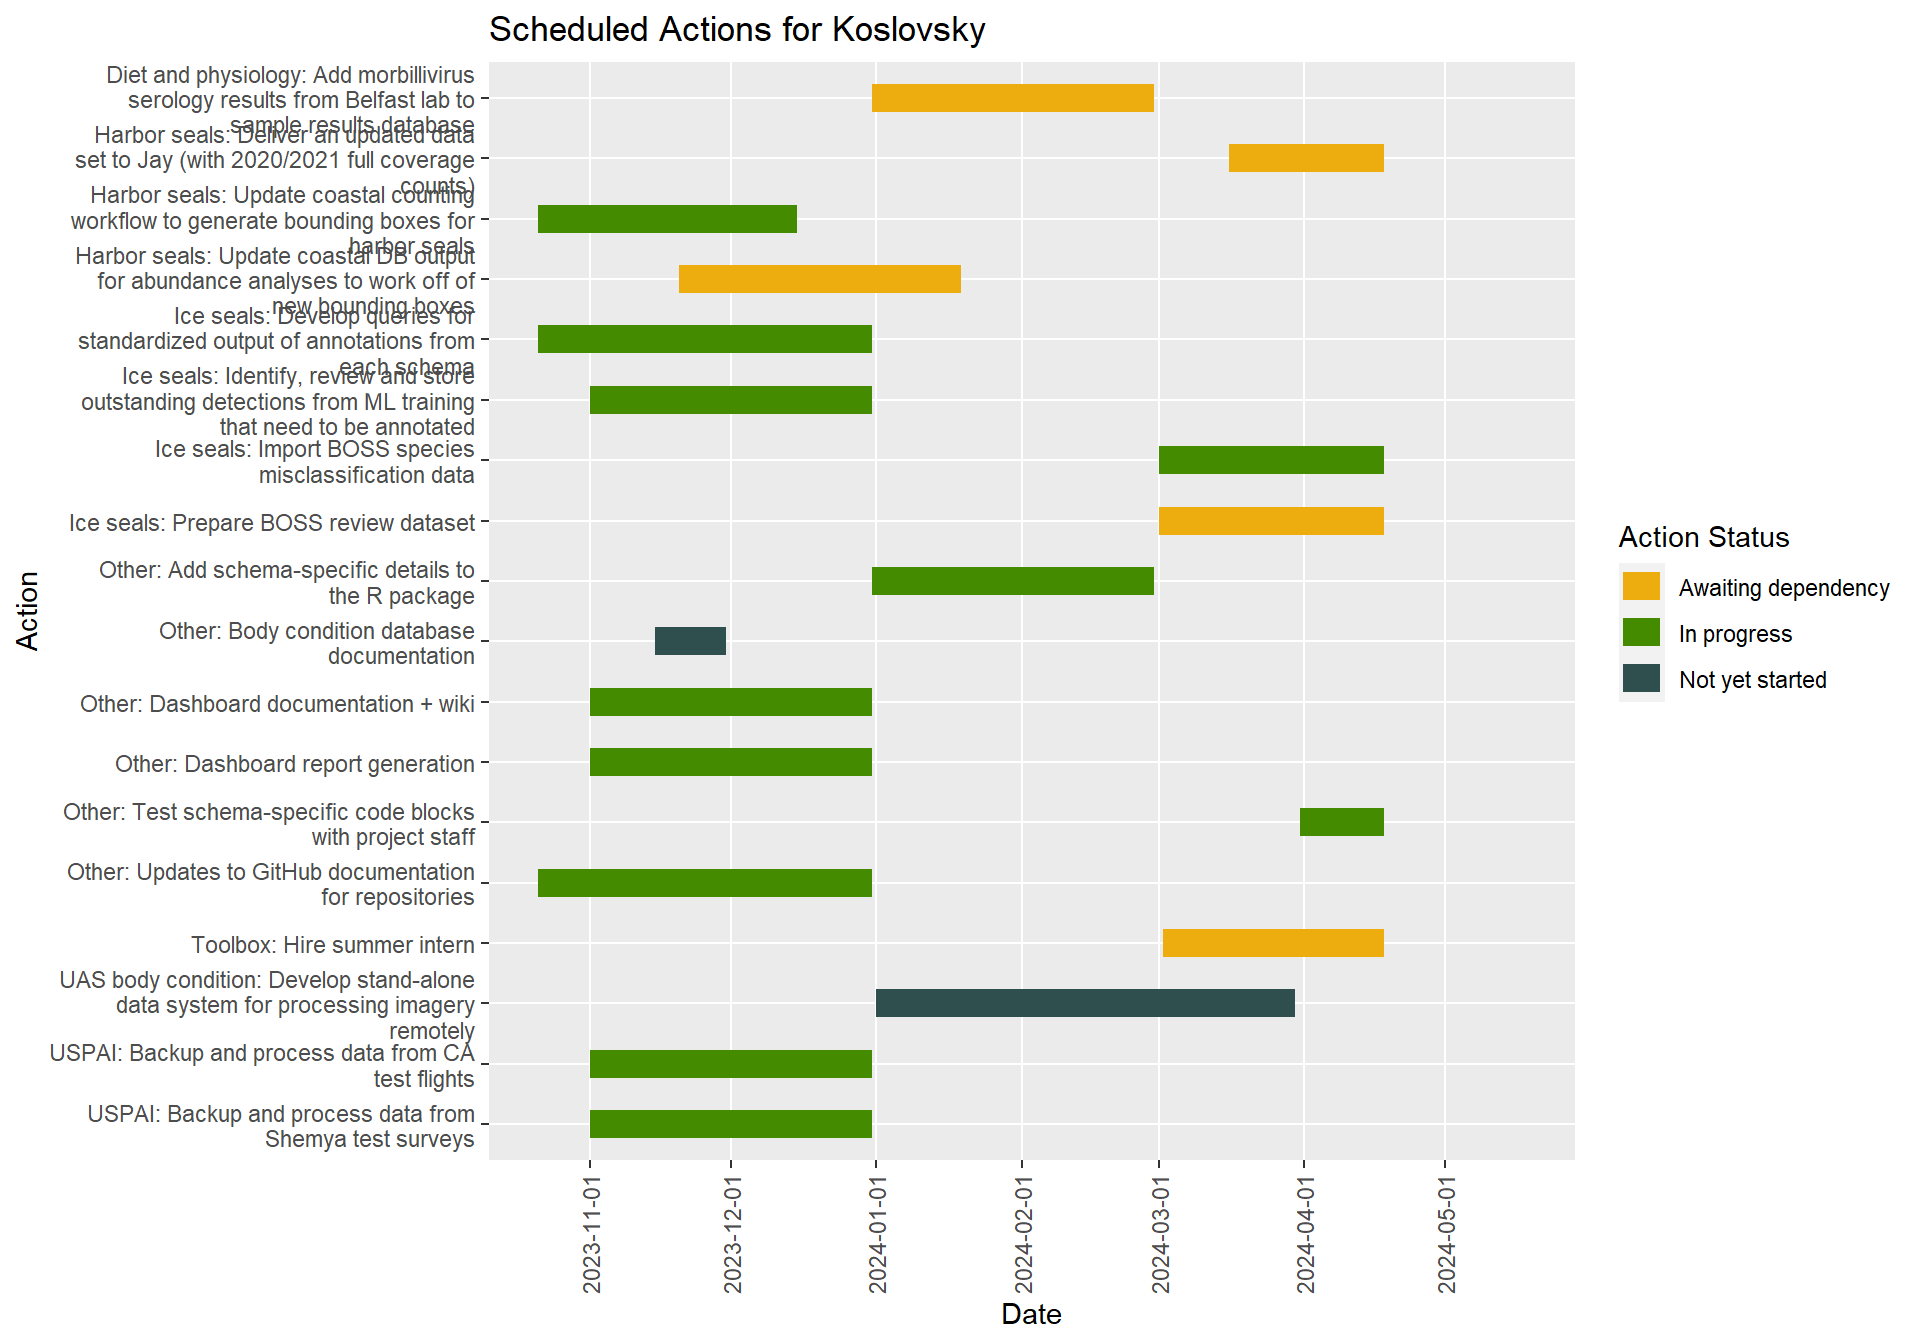 Scheduled Actions for Koslovsky
Diet and physiology: Add morbillivirus
serology results from Belfast lab to
sample results database
Harbor seals: Deliver an updated data
set to Jay (with 2020/2021 full coverage
counts)
Harbor seals: Update coastal counting
workflow to generate bounding boxes for
harbor seals
Harbor seals: Update coastal DB output
for abundance analyses to work off of
new bounding boxes
Ice seals: Develop queries for
standardized output of annotations from
each schema
Ice seals: Identify, review and store
outstanding detections from ML training
that need to be annotated
Ice seals: Import BOSS species
misclassification data
Ice seals: Prepare BOSS review dataset
Other: Add schema-specific details to
the R package
Other: Body condition database
documentation
Other: Dashboard documentation + wiki
Other: Dashboard report generation
Other: Test schema-specific code blocks
with project staff
Other: Updates to GitHub documentation
for repositories
Toolbox: Hire summer intern
UAS body condition: Develop stand-alone
data system for processing imagery
remotely
USPAI: Backup and process data from CA
test flights
USPAI: Backup and process data from
Shemya test surveys
Action
2023-11-01
2023-12-01
2024-01-01
2024-02-01
2024-03-01
2024-04-01
2024-05-01
Date
Action Status
Awaiting dependency
In progress
Not yet started